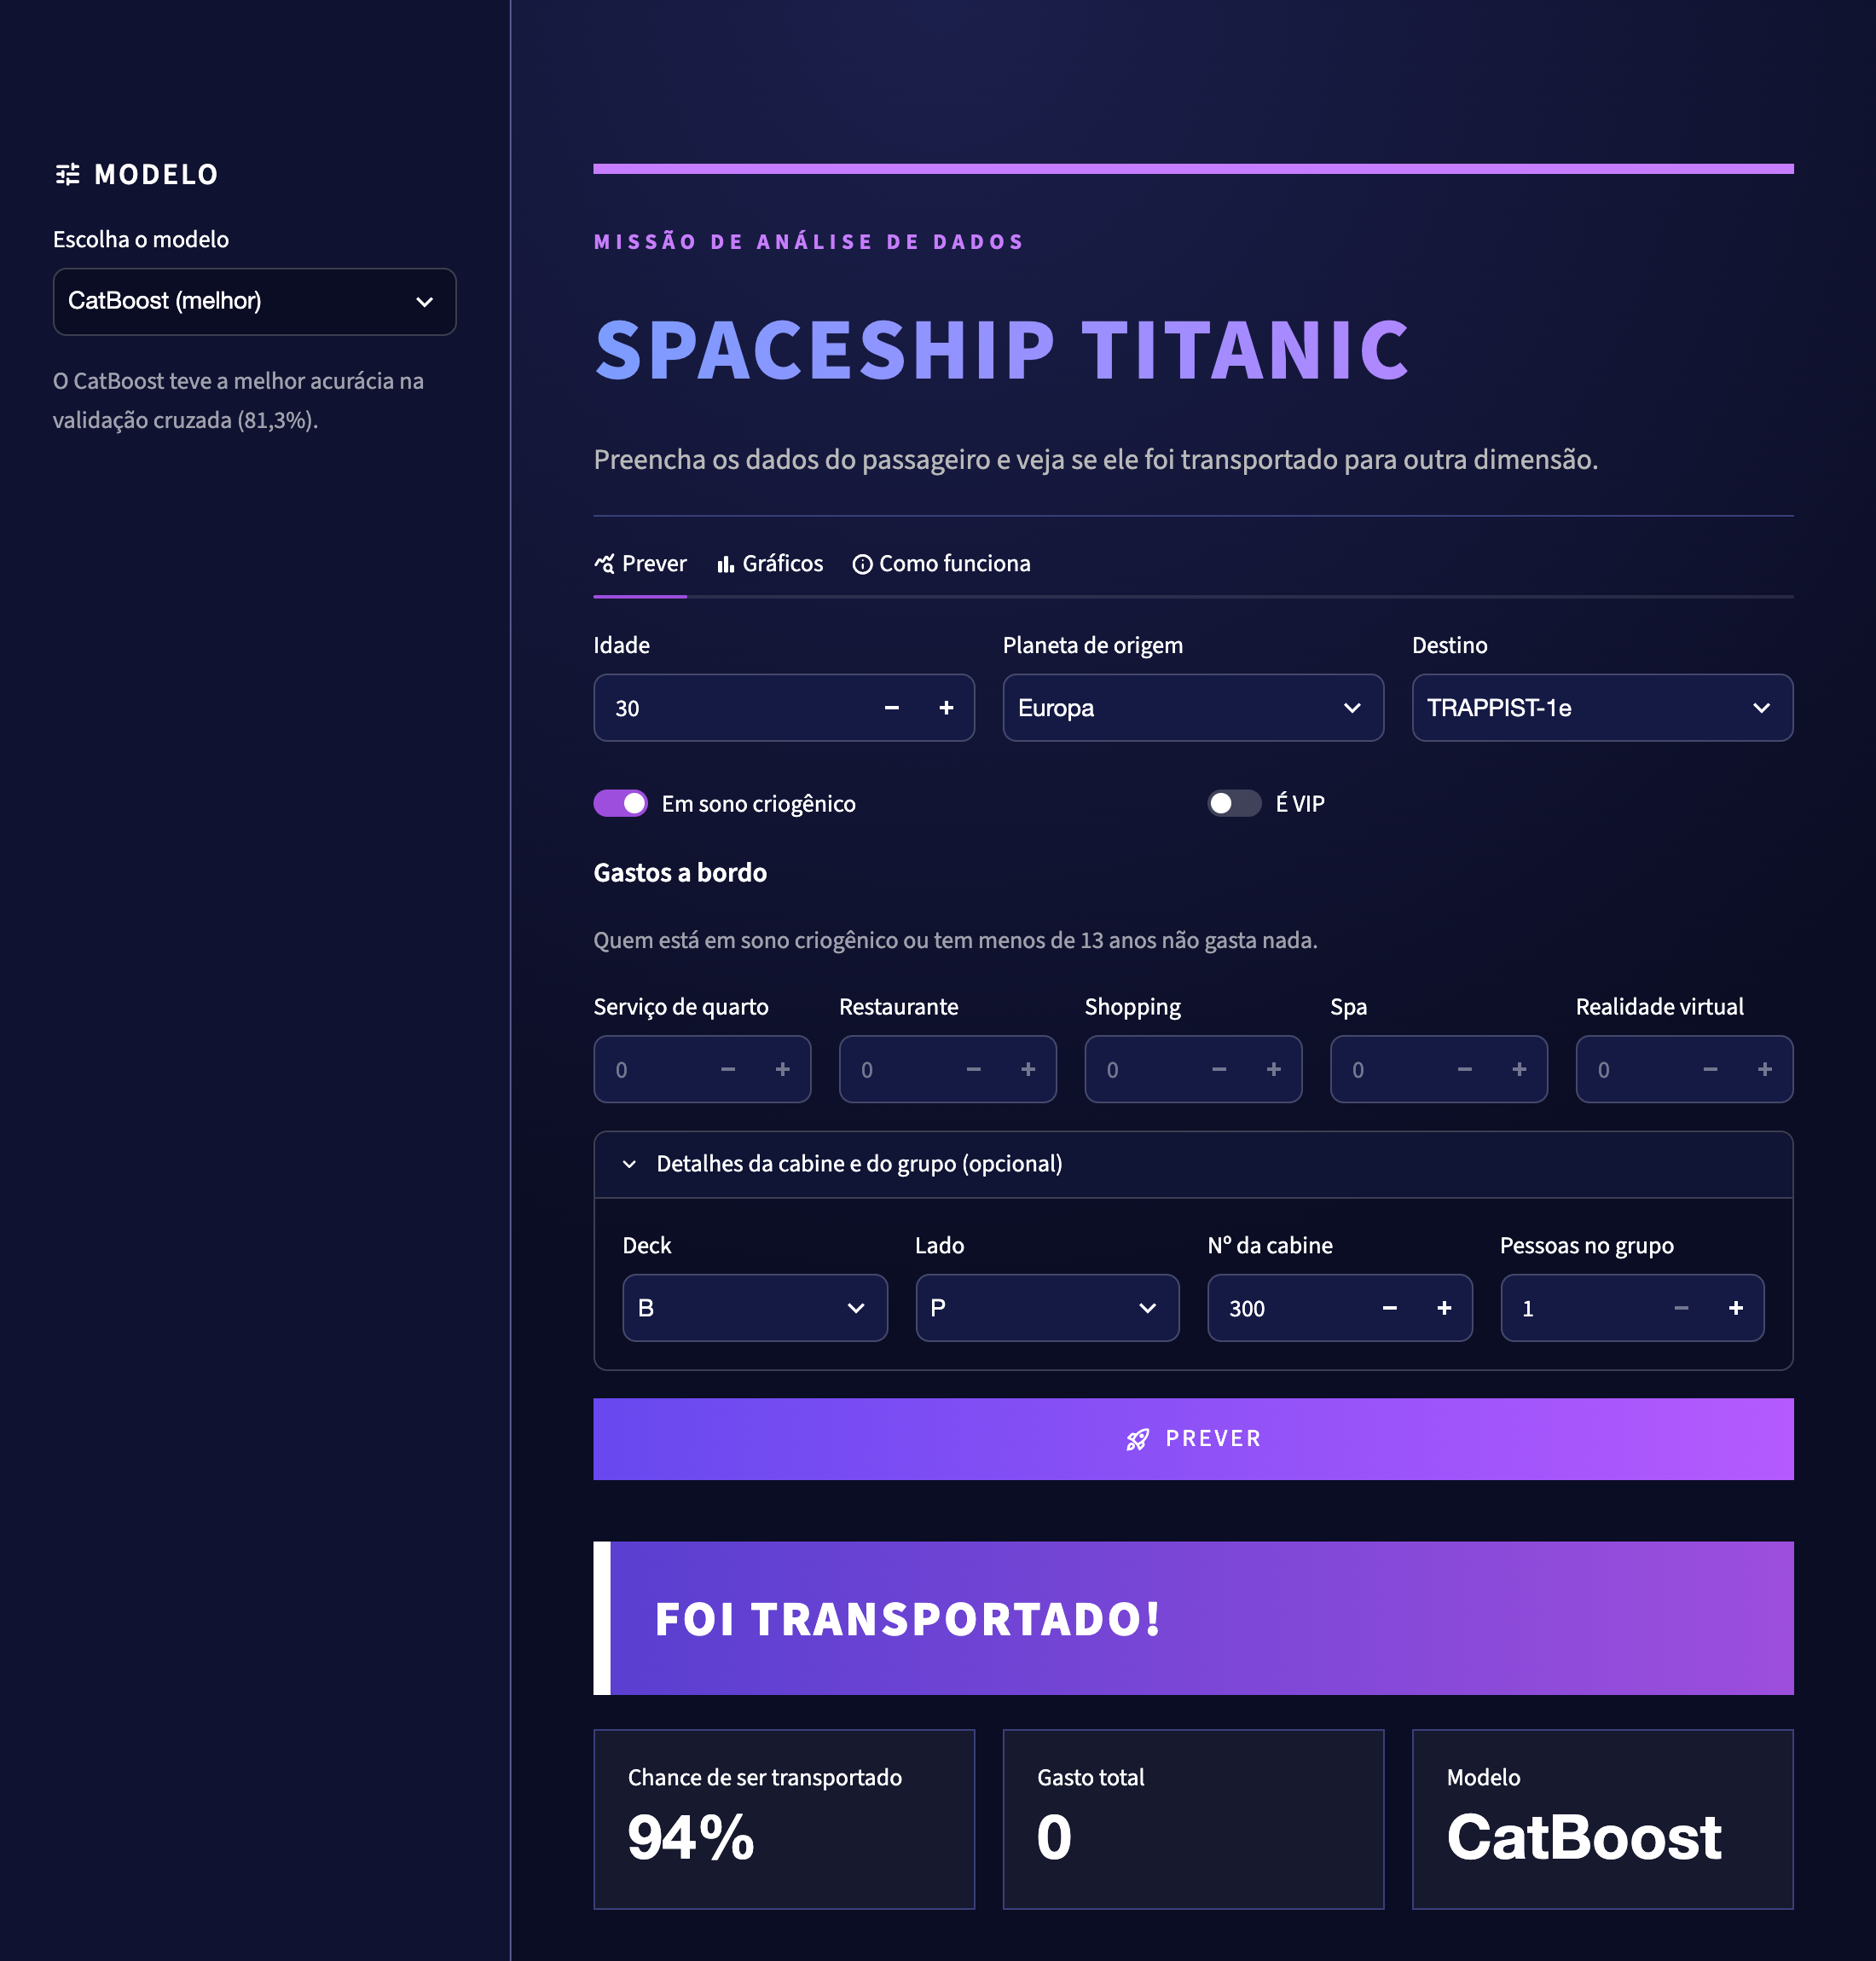 MODELO
Escolha o modelo
CatBoost (melhor)
O CatBoost teve a melhor acurácia na
validação cruzada (81,3%).
MISSÃO DE ANÁLISE DE DADOS
SPACESHIP TITANIC
Preencha os dados do passageiro e veja se ele foi transportado para outra dimensão.
Prever Gráficos Como funciona
Idade Planeta de origem Destino
30 Europa TRAPPIST-1e
Em sono criogênico É VIP
Gastos a bordo
Quem está em sono criogênico ou tem menos de 13 anos não gasta nada.
Serviço de quarto Restaurante Shopping Spa Realidade virtual
0 0 0 0 0
Detalhes da cabine e do grupo (opcional)
Deck Lado Nº da cabine Pessoas no grupo
B P 300 1
PREVER
FOI TRANSPORTADO!
Chance de ser transportado Gasto total Modelo
94% 0 CatBoost